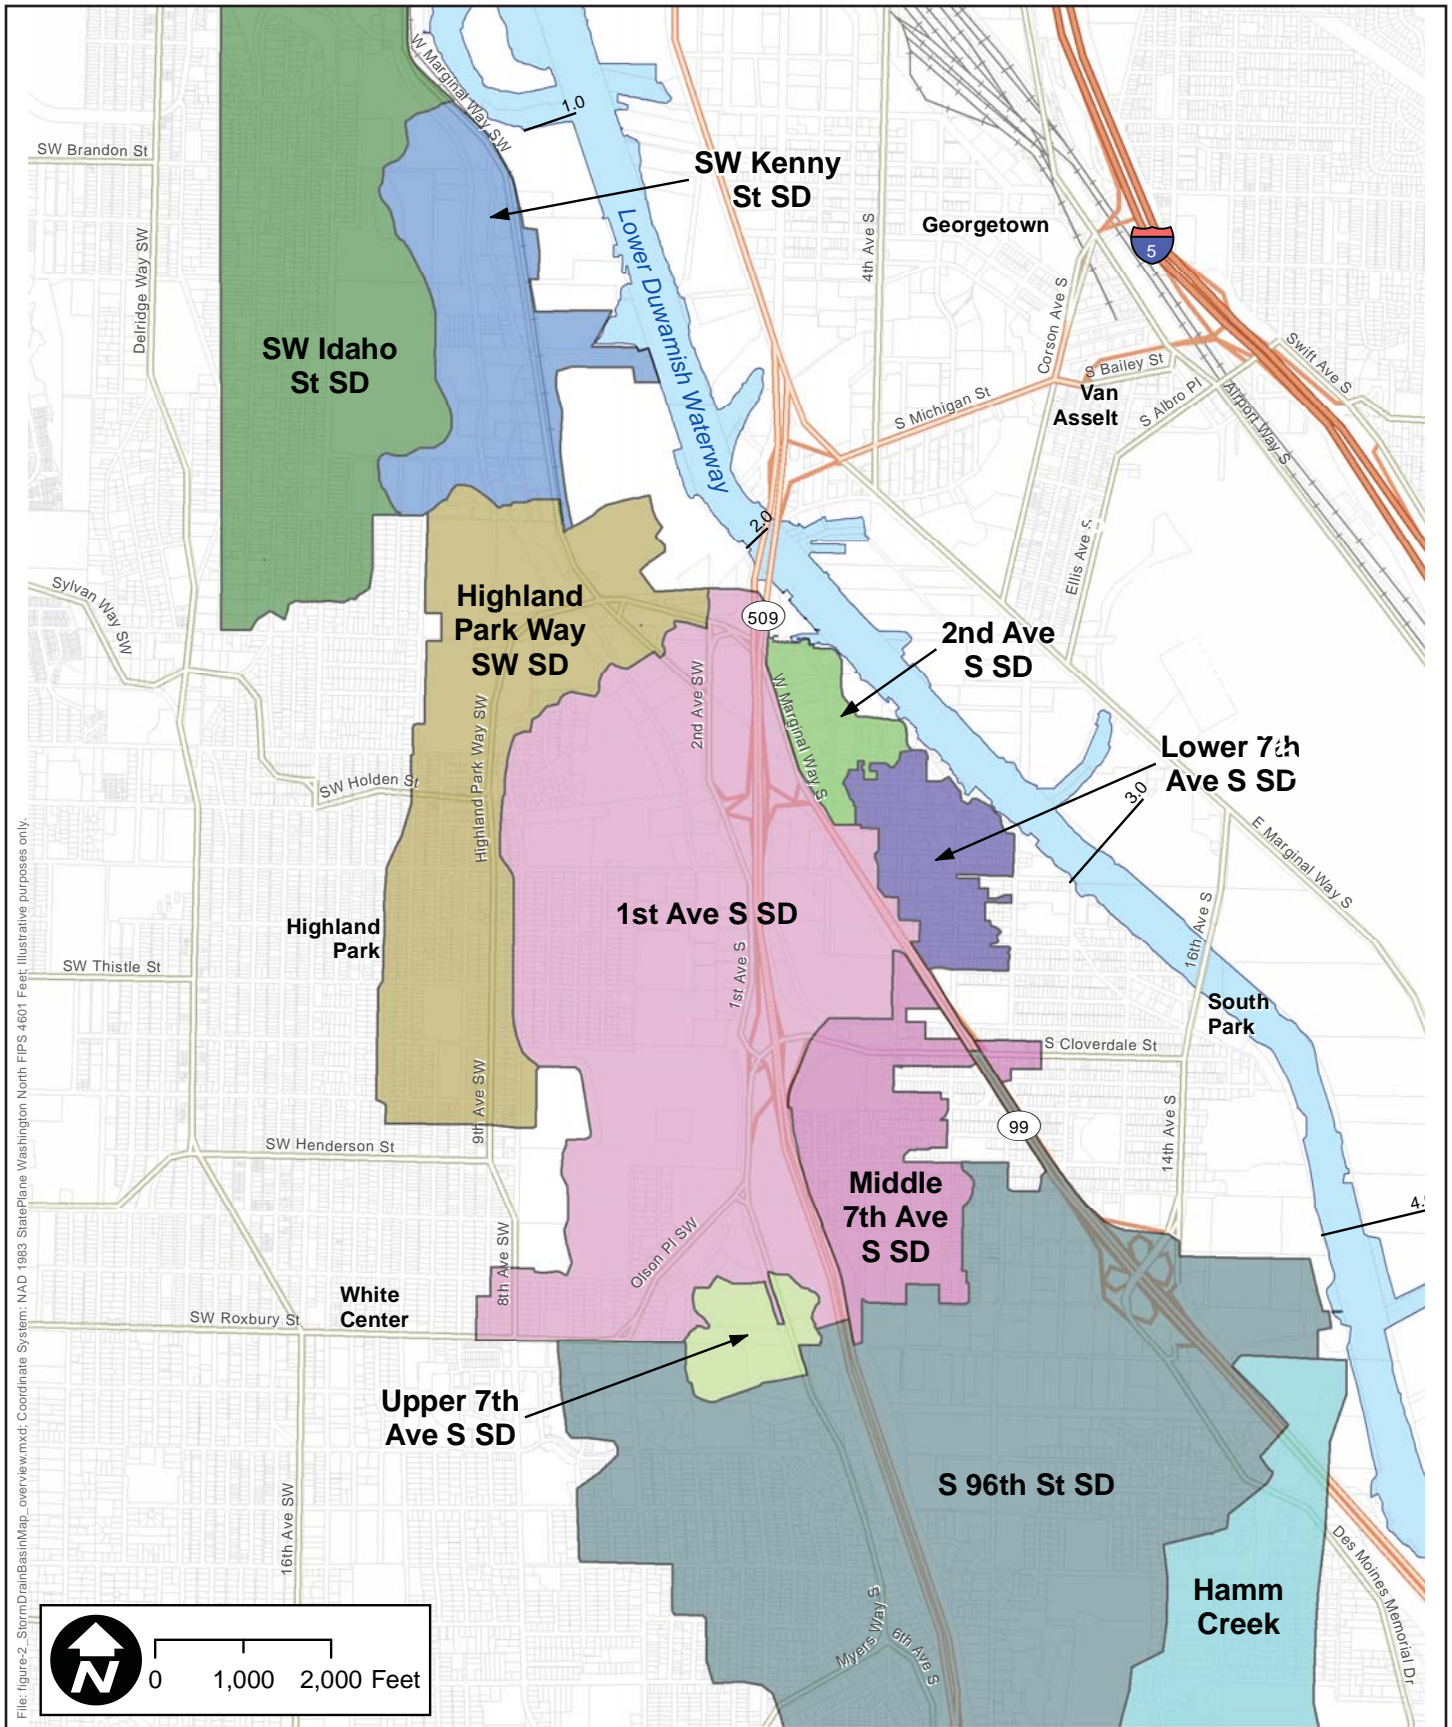 W Marginal Way SW
1.0
SW Brandon St
SW Kenny
St SD
Georgetown
4th Ave S
5
Delridge Way SW
Lower Duwamish Waterway
Corson Ave S
SW Idaho
St SD
S Bailey St
Swift Ave S
Van
Asselt
S Albro Pl
Airport Way S
S Michigan St
2.0
Ellis Ave S
Sylvan Way SW
Highland
Park Way
SW SD
509
2nd Ave
S SD
2nd Ave SW
W Marginal Way S
Highland Park Way SW
Lower 7th
Ave S SD
3.0
SW Holden St
E Marginal Way S
1st Ave S SD
Highland
Park
SW Thistle St
1st Ave S
16th Ave S
South
Park
S Cloverdale St
9th Ave SW
99
14th Ave S
SW Henderson St
Middle
7th Ave
S SD
Olson Pl SW
8th Ave SW
White
Center
SW Roxbury St
Upper 7th
Ave S SD
S 96th St SD
16th Ave SW
Des Moines Memorial Dr
Hamm
Creek
Myers Way S
6th Ave S
N
0 1,000 2,000 Feet
File: figure-2_StormDrainBasinMap_overview.mxd; Coordinate System: NAD 1983 StatePlane Washington North FIPS 4601 Feet; Illustrative purposes only.